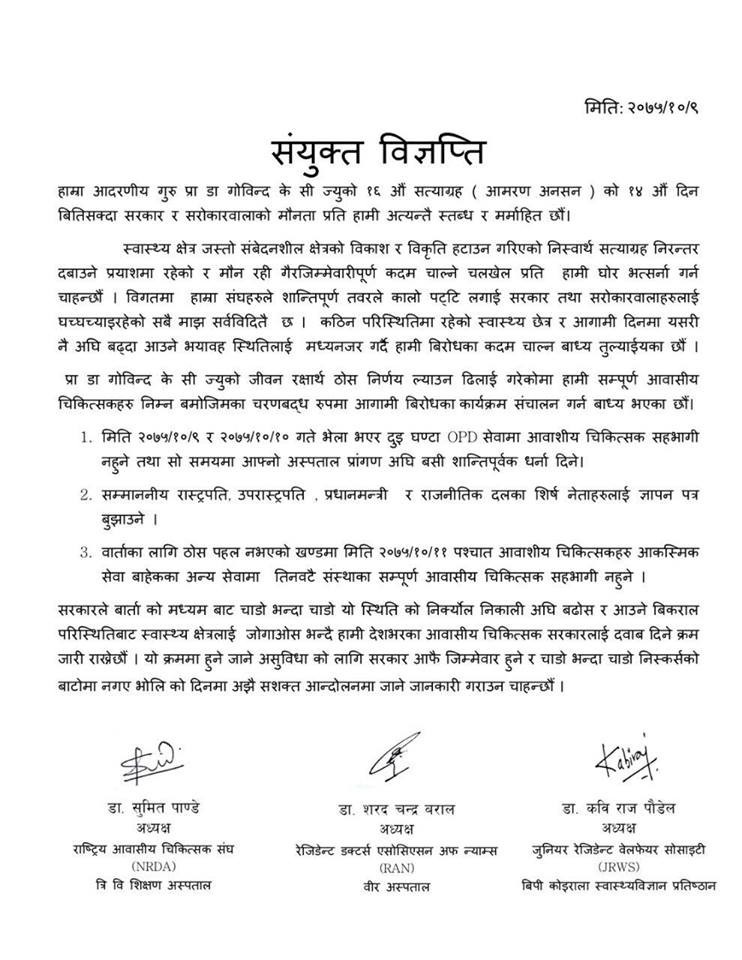 मिति: २०७५/१०/९
संयुक्त विज्ञप्ति
हाम्रा आदरणीय गुरु प्रा डा गोविन्द के सी ज्युको १६ औं सत्याग्रह ( आमरण अनसन ) को १४ औं दिन
बितिसक्दा सरकार र सरोकारवालाको मौनता प्रति हामी अत्यन्तै स्तब्ध र मर्माहित छौं।
स्वास्थ्य क्षेत्र जस्तो संबेदनशील क्षेत्रको विकाश र विकृति हटाउन गरिएको निस्वार्थ सत्याग्रह निरन्तर
दबाउने प्रयाशमा रहेको र मौन रही गैरजिम्मेवारीपूर्ण कदम चाल्ने चलखेल प्रति हामी घोर भत्सर्ना गर्न
चाहन्छौं । विगतमा हाम्रा संघहरुले शान्तिपूर्ण तवरले कालो पट्टि लगाई सरकार तथा सरोकारवालाहरुलाई
घच्घच्याइरहेको सबै माझ सर्वविदितै छ । कठिन परिस्थितिमा रहेको स्वास्थ्य छेत्र र आगामी दिनमा यसरी
नै अघि बढ्दा आउने भयावह स्थितिलाई मध्यनजर गर्दै हामी बिरोधका कदम चाल्न बाध्य तुल्याईयका छौं ।
प्रा डा गोविन्द के सी ज्युको जीवन रक्षार्थ ठोस निर्णय ल्याउन ढिलाई गरेकोमा हामी सम्पूर्ण आवासीय
चिकित्सकहरु निम्न बमोजिमका चरणबद्ध रुपमा आगामी बिरोधका कार्यक्रम संचालन गर्न बाध्य भएका छौं।
1. मिति २०७५/१०/९ र २०७५/१०/१० गते भेला भएर दुइ घण्टा OPD सेवामा आवाशीय चिकित्सक सहभागी
नहुने तथा सो समयमा आफ्नो अस्पताल प्रांगण अघि बसी शान्तिपूर्वक धर्ना दिने।
2. सम्माननीय रास्ट्रपति, उपरास्ट्रपति , प्रधानमन्त्री र राजनीतिक दलका शिर्ष नेताहरुलाई ज्ञापन पत्र
बुझाउने ।
3. वार्ताका लागि ठोस पहल नभएको खण्डमा मिति २०७५/१०/११ पश्चात आवाशीय चिकित्सकहरु आकस्मिक
सेवा बाहेकका अन्य सेवामा तिनवटै संस्थाका सम्पूर्ण आवासीय चिकित्सक सहभागी नहुने ।
सरकारले बार्ता को मध्यम बाट चाडो भन्दा चाडो यो स्थिति को निर्क्योल निकाली अघि बढोस र आउने बिकराल
परिस्थितिबाट स्वास्थ्य क्षेत्रलाई जोगाओस भन्दै हामी देशभरका आवासीय चिकित्सक सरकारलाई दवाब दिने क्रम
जारी राख्नेछौं । यो क्रममा हुने जाने असुविधा को लागि सरकार आफै जिम्मेवार हुने र चाडो भन्दा चाडो निस्कर्सको
बाटोमा नगए भोलि को दिनमा अझै सशक्त आन्दोलनमा जाने जानकारी गराउन चाहन्छौं ।
Kabiraj
डा. सुमित पाण्डे
अध्यक्ष
राष्ट्रिय आवासीय चिकित्सक संघ
(NRDA)
त्रि वि शिक्षण अस्पताल
डा. शरद चन्द्र बराल
अध्यक्ष
रेजिडेन्ट डक्टर्स एसोसिएसन अफ न्याम्स
(RAN)
वीर अस्पताल
डा. कवि राज पौडेल
अध्यक्ष
जुनियर रेजिडेन्ट वेलफेयर सोसाइटी
(JRWS)
बिपी कोइराला स्वास्थ्यविज्ञान प्रतिष्ठान